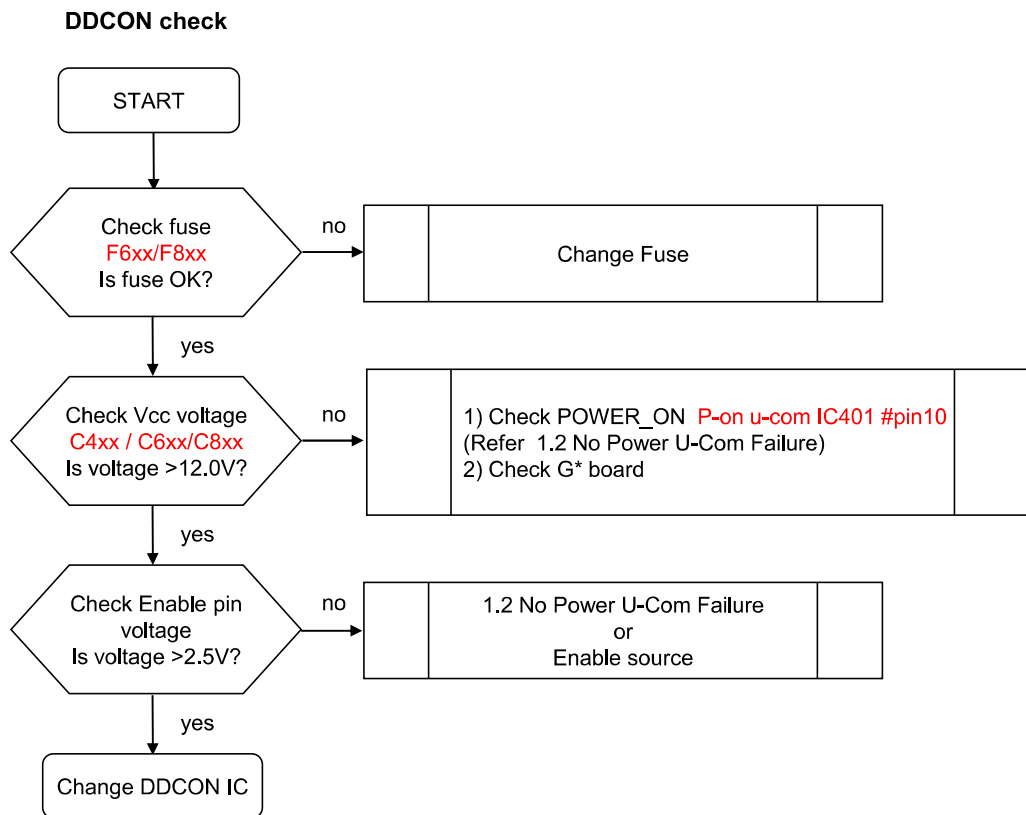 DDCON check
START
Check fuse
F6xx/F8xx
Is fuse OK?
no
Change Fuse
yes
Check Vcc voltage
C4xx / C6xx/C8xx
Is voltage >12.0V?
no
1) Check POWER_ON  P-on u-com IC401 #pin10
(Refer  1.2 No Power U-Com Failure)
2) Check G* board
yes
Check Enable pin
voltage
Is voltage >2.5V?
no
1.2 No Power U-Com Failure
or
Enable source
yes
Change DDCON IC